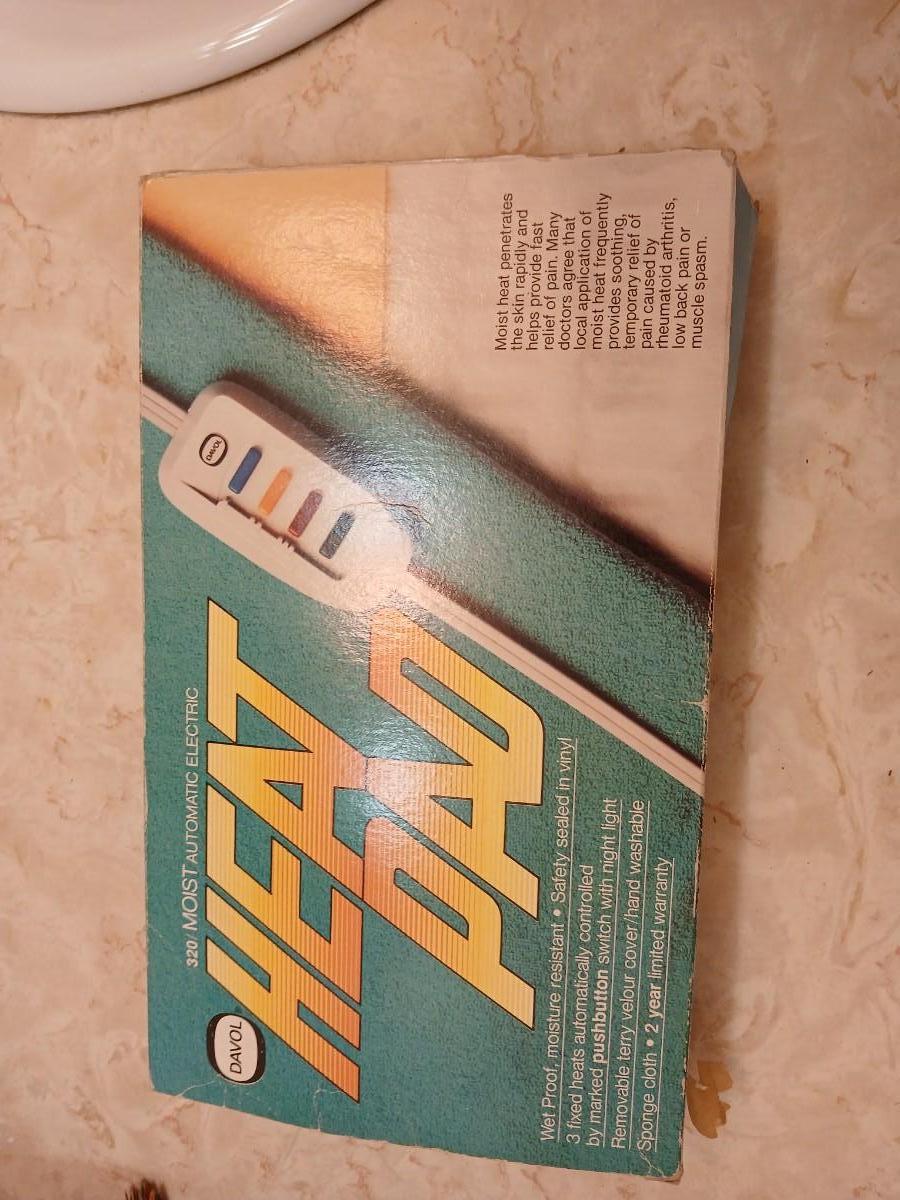 320/ MOIST AUTOMATIC ELECTRIC
DAVOL
HEAT
PAD
Wet Proof, moisture resistant • Safety sealed in vinyl
3 fixed heats automatically controlled
by marked pushbutton switch with night light
Removable terry velour cover/hand washable
Sponge cloth • 2 year limited warranty
DAVOL
Moist heat penetrates
the skin rapidly and
helps provide fast
relief of pain. Many
doctors agree that
local application of
moist heat frequently
provides soothing,
temporary relief of
pain caused by
rheumatoid arthritis,
low back pain or
muscle spasm.